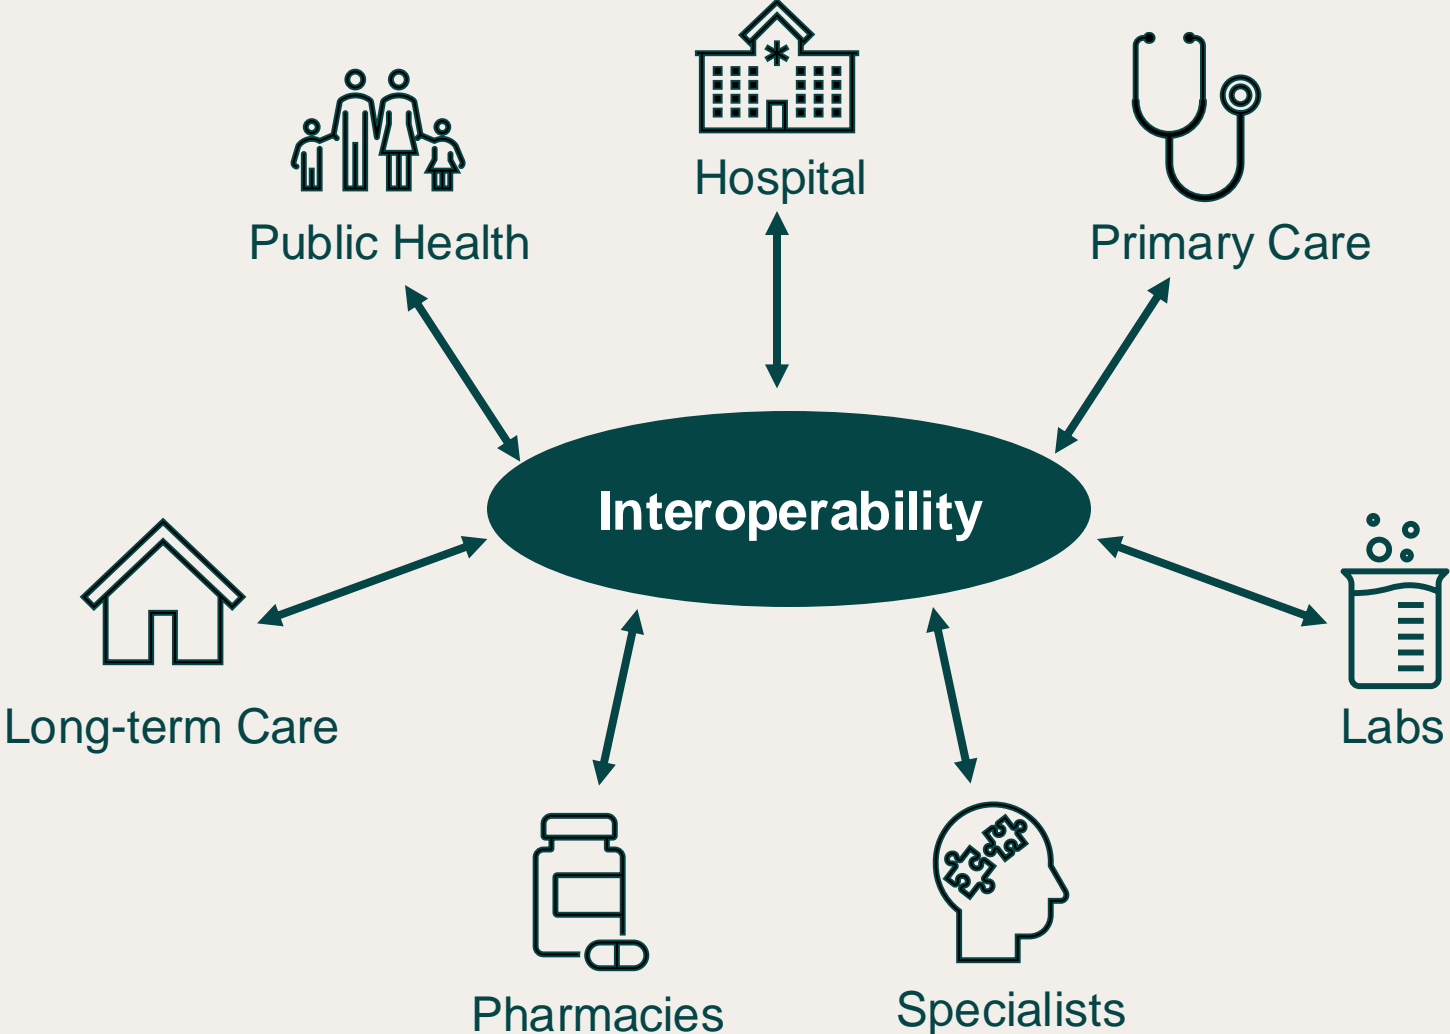 Hospital
Public Health
Primary Care
Interoperability
Long-term Care
Labs
Pharmacies
Specialists